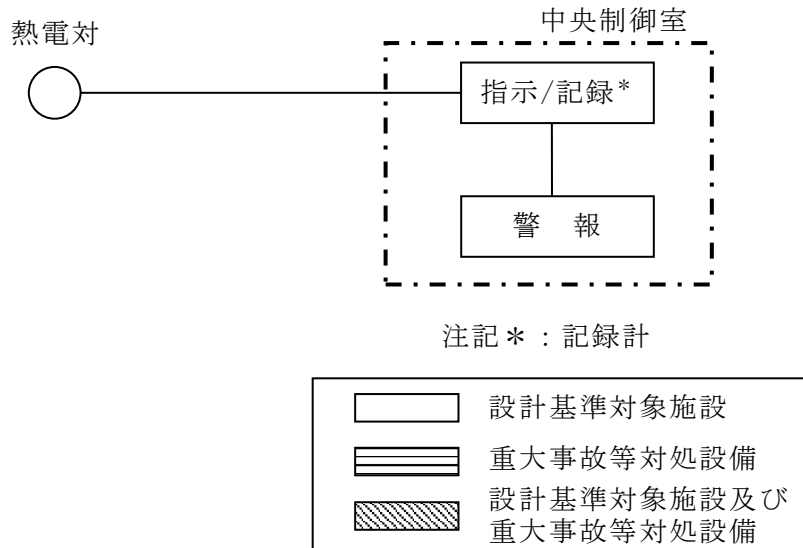 熱電対
中央制御室
指示/記録*
警　報
注記＊：記録計
設計基準対象施設
重大事故等対処設備
設計基準対象施設及び
重大事故等対処設備